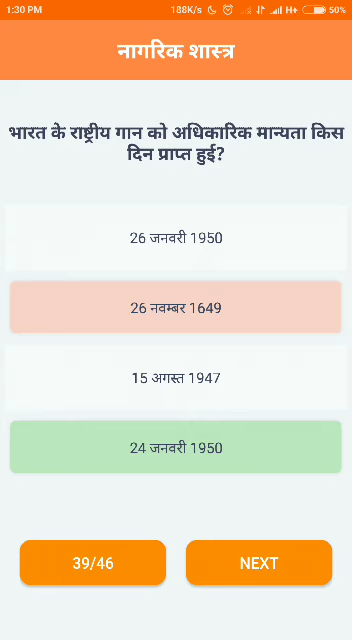 1:30 PM 188K/s H+ 50%
नागरिक शास्त्र
भारत के राष्ट्रीय गान को अधिकारिक मान्यता किस
दिन प्राप्त हुई?
26 जनवरी 1950
26 नवम्बर 1649
15 अगस्त 1947
24 जनवरी 1950
39/46 NEXT